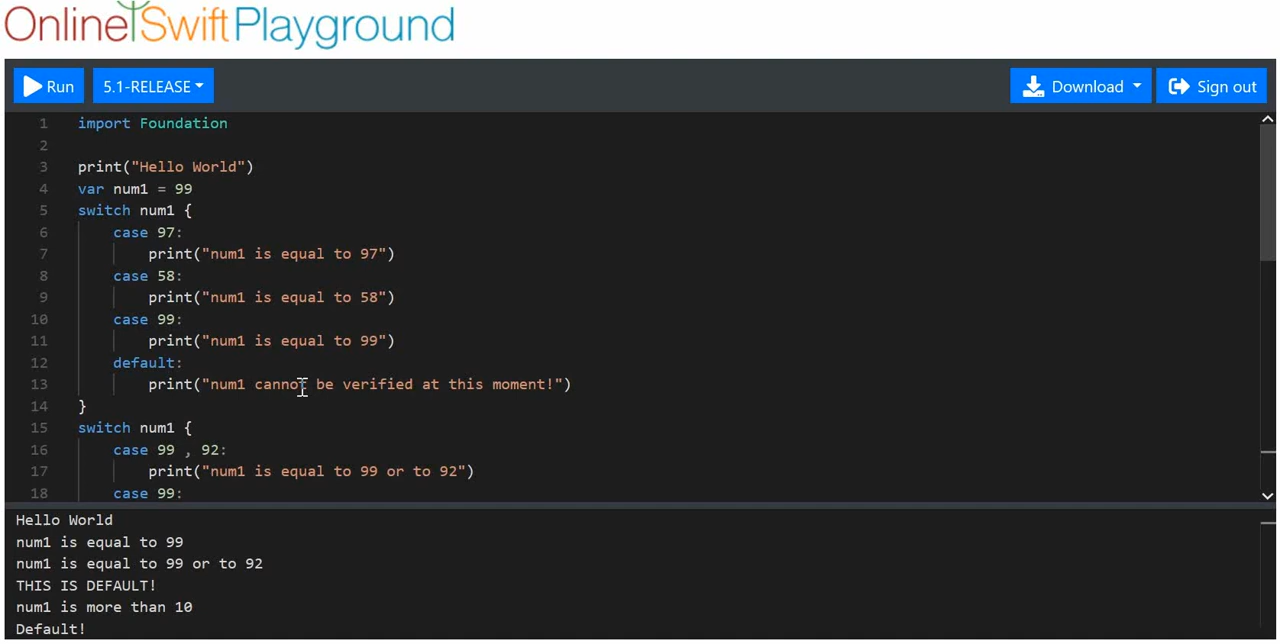 OnlineSwiftPlayground
Run 5.1-RELEASE Download Sign out
1 import Foundation
2
3 print("Hello World")
4 var num1 = 99
5 switch num1 {
6 case 97:
7 print("num1 is equal to 97")
8 case 58:
9 print("num1 is equal to 58")
10 case 99:
11 print("num1 is equal to 99")
12 default:
13 print("num1 cannot be verified at this moment!")
14 }
15 switch num1 {
16 case 99 , 92:
17 print("num1 is equal to 99 or to 92")
18 case 99:
Hello World
num1 is equal to 99
num1 is equal to 99 or to 92
THIS IS DEFAULT!
num1 is more than 10
Default!